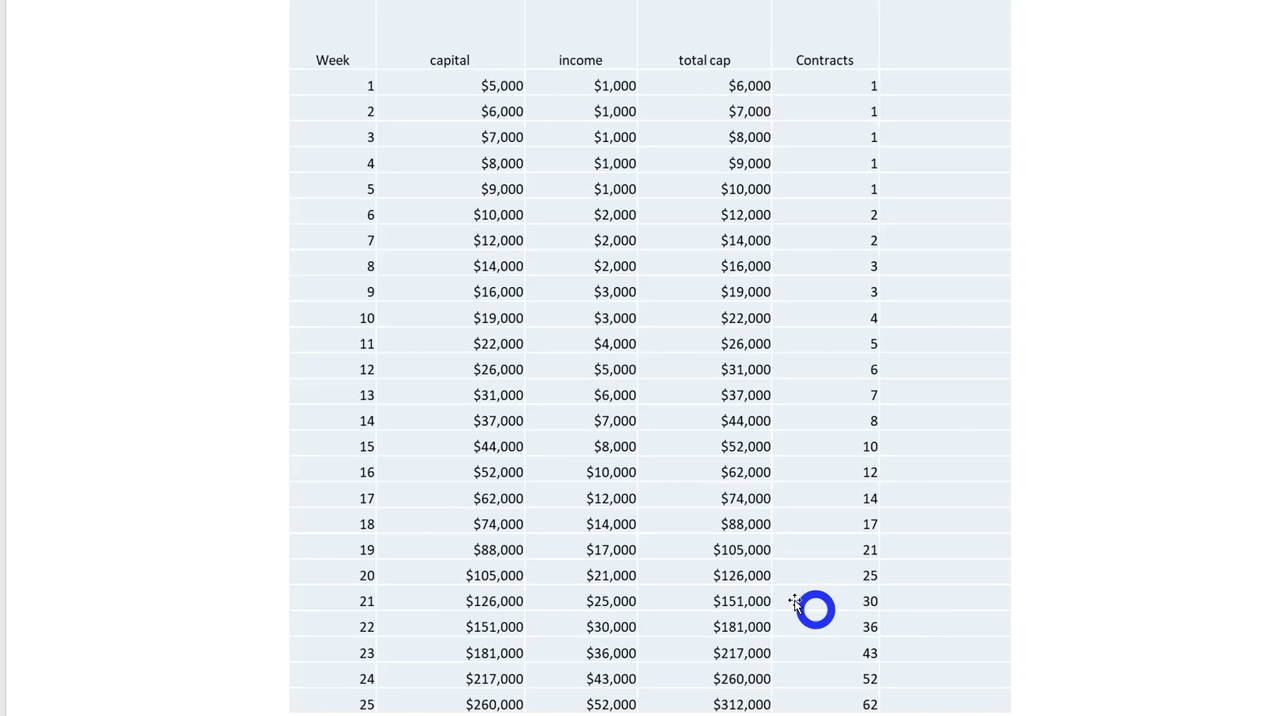 Week capital income total cap Contracts
1 $5,000 $1,000 $6,000 1
2 $6,000 $1,000 $7,000 1
3 $7,000 $1,000 $8,000 1
4 $8,000 $1,000 $9,000 1
5 $9,000 $1,000 $10,000 1
6 $10,000 $2,000 $12,000 2
7 $12,000 $2,000 $14,000 2
8 $14,000 $2,000 $16,000 3
9 $16,000 $3,000 $19,000 3
10 $19,000 $3,000 $22,000 4
11 $22,000 $4,000 $26,000 5
12 $26,000 $5,000 $31,000 6
13 $31,000 $6,000 $37,000 7
14 $37,000 $7,000 $44,000 8
15 $44,000 $8,000 $52,000 10
16 $52,000 $10,000 $62,000 12
17 $62,000 $12,000 $74,000 14
18 $74,000 $14,000 $88,000 17
19 $88,000 $17,000 $105,000 21
20 $105,000 $21,000 $126,000 25
21 $126,000 $25,000 $151,000 30
22 $151,000 $30,000 $181,000 36
23 $181,000 $36,000 $217,000 43
24 $217,000 $43,000 $260,000 52
25 $260,000 $52,000 $312,000 62